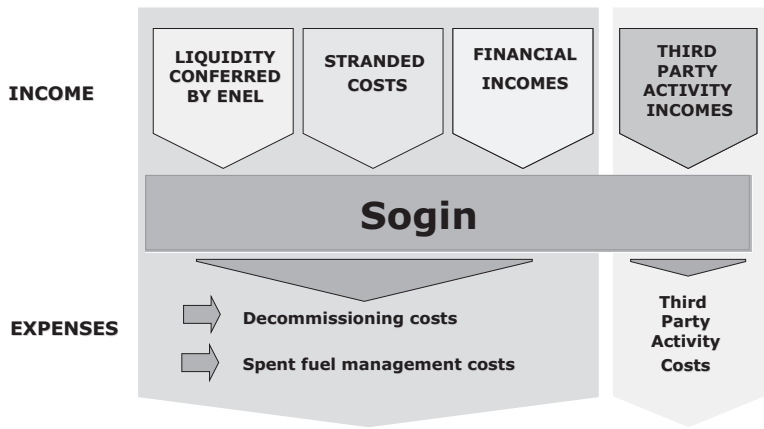 INCOME
LIQUIDITY
CONFERRED
BY ENEL
STRANDED
COSTS
FINANCIAL
INCOMES
THIRD
PARTY
ACTIVITY
INCOMES
Sogin
EXPENSES
Decommissioning costs
Spent fuel management costs
Third
Party
Activity
Costs